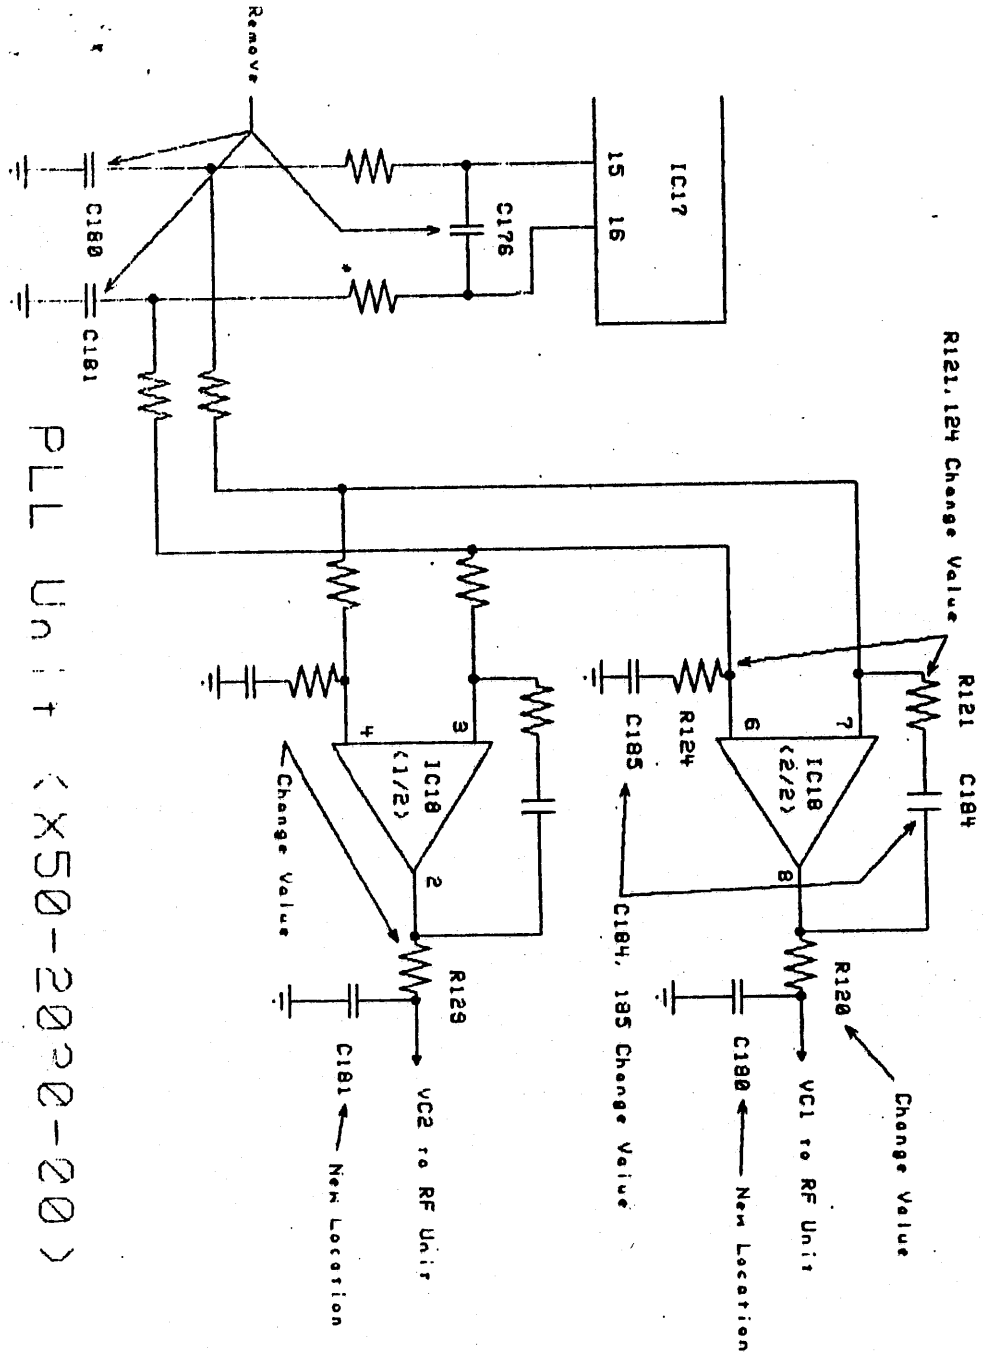 R121, 124 Change Value
R121
C184
R120
Change Value
IC17
15
16
7
6
IC18
(2/2)
8
VC1 to RF Unit
R124
C185
C180
New Location
C184, 185 Change Value
C176
3
4
IC18
(1/2)
2
R129
VC2 to RF Unit
C181
New Location
Change Value
Remove
C180
C181
PLL Unit (X50-2020-00)